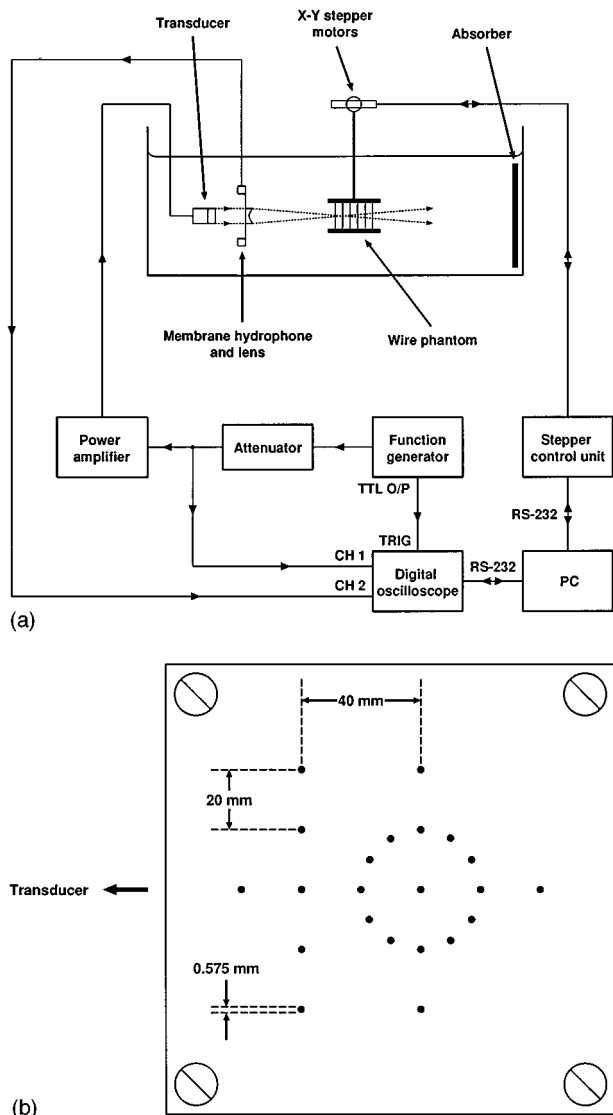 Transducer
X-Y stepper
motors
Absorber
Membrane hydrophone
and lens
Wire phantom
Power
amplifier
Attenuator
Function
generator
Stepper
control unit
TTL O/P
RS-232
TRIG
CH 1
CH 2
Digital
oscilloscope
RS-232
PC
(a)
40 mm
20 mm
Transducer
0.575 mm
(b)